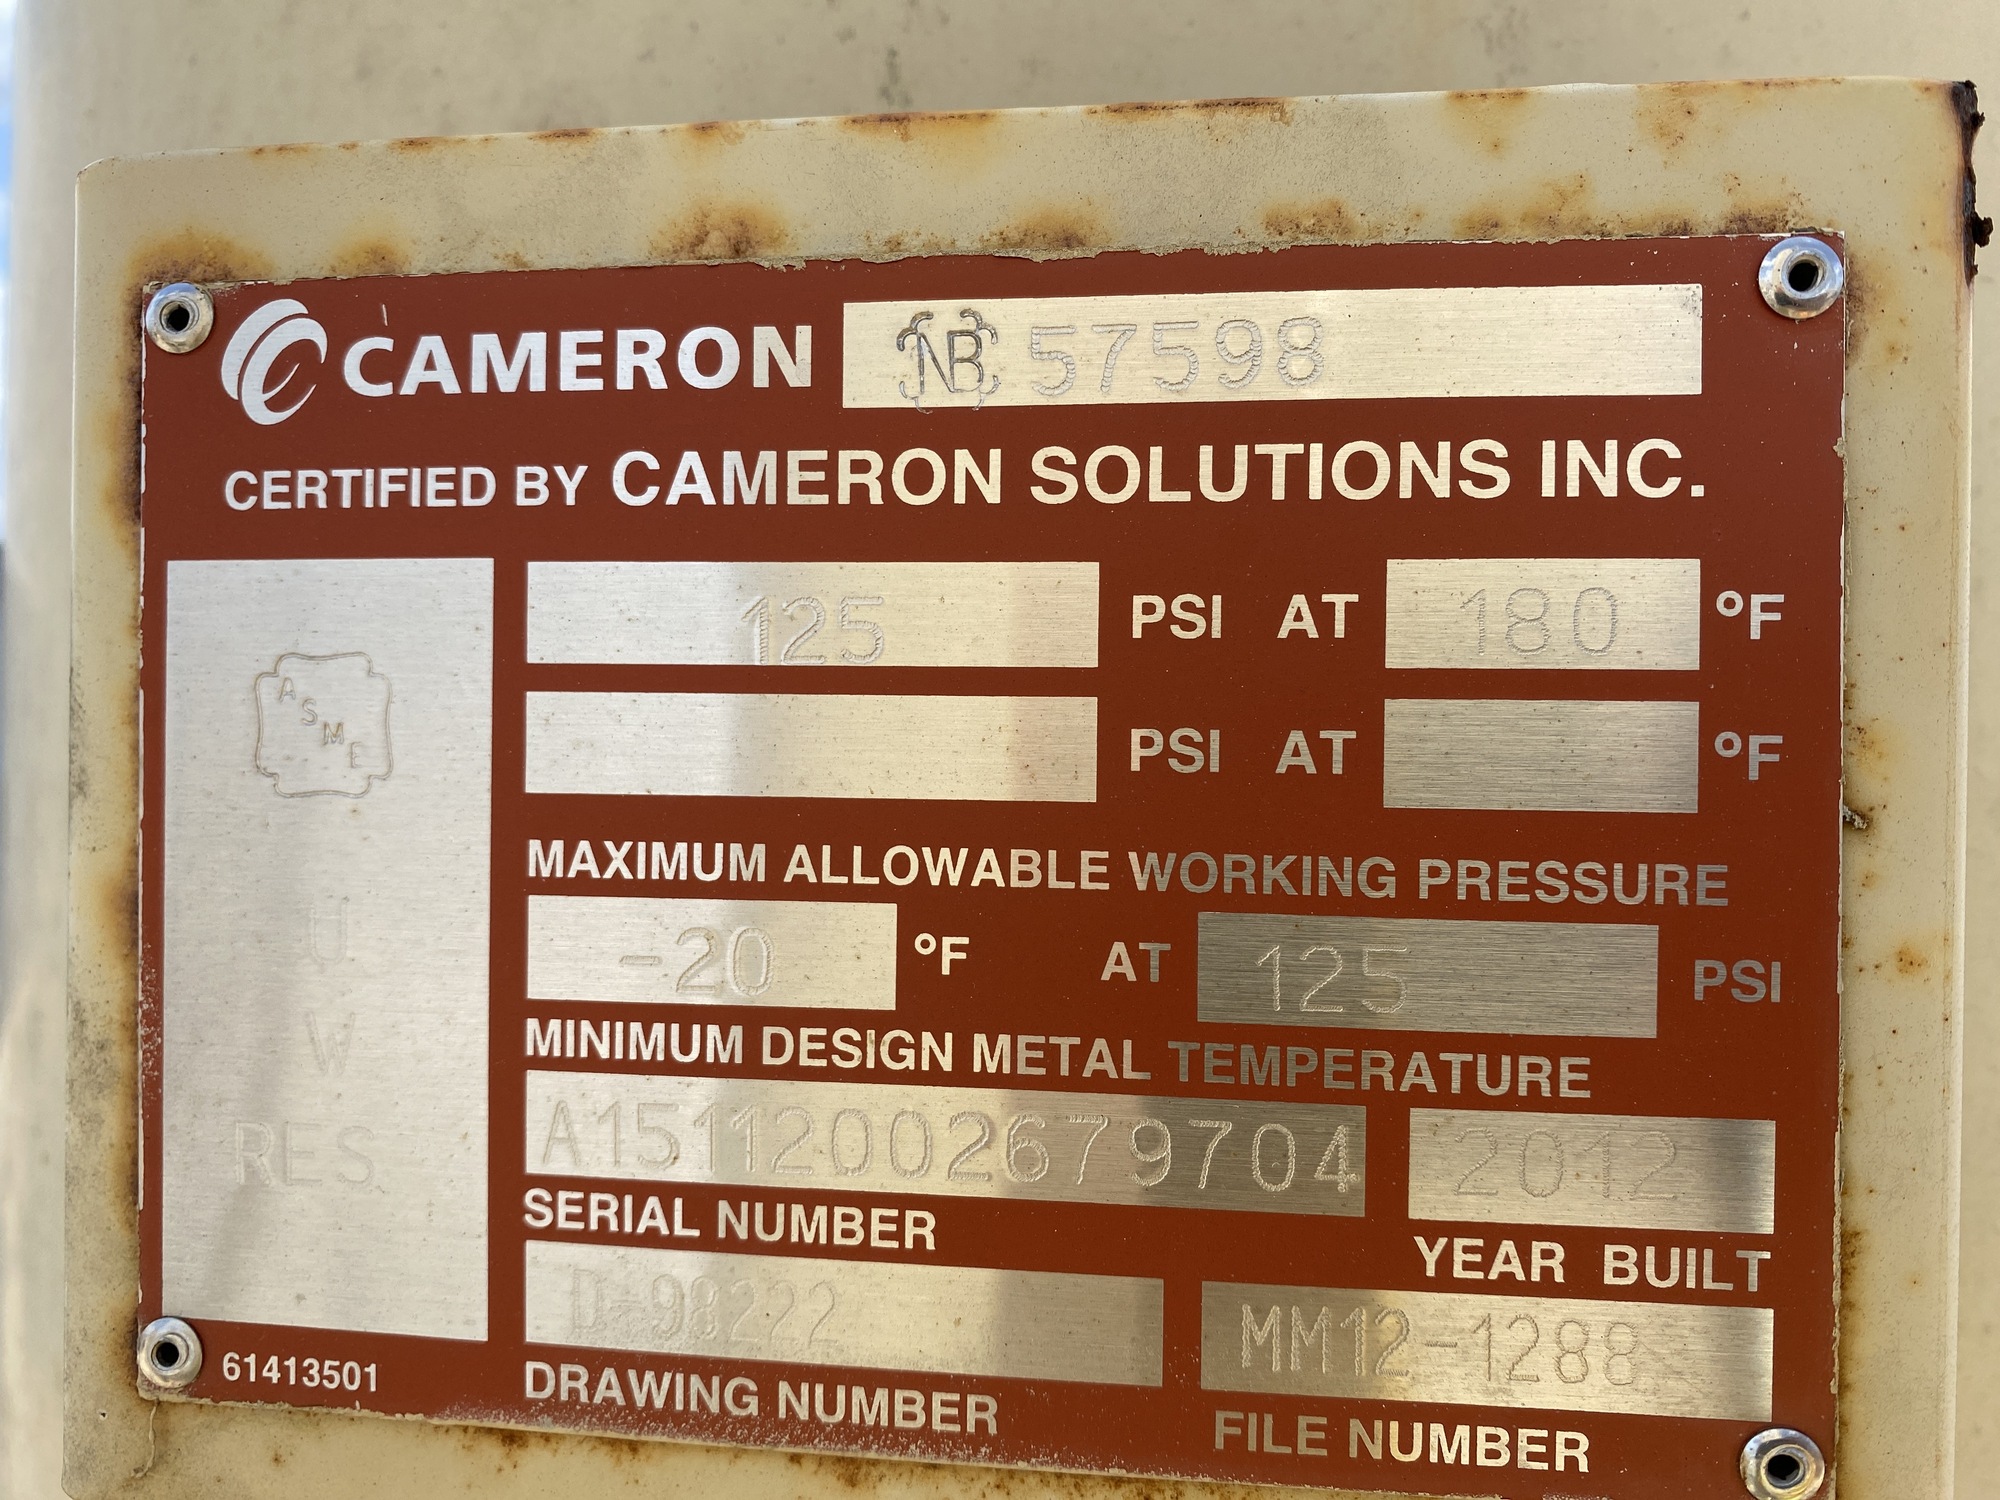 CAMERON NB 57598
CERTIFIED BY CAMERON SOLUTIONS INC.
ASME
U
W
RES
125 PSI AT 180 °F
PSI AT °F
MAXIMUM ALLOWABLE WORKING PRESSURE
-20 °F AT 125 PSI
MINIMUM DESIGN METAL TEMPERATURE
A15112002679704 2012
SERIAL NUMBER YEAR BUILT
D-98222 MM12-1288
DRAWING NUMBER FILE NUMBER
61413501